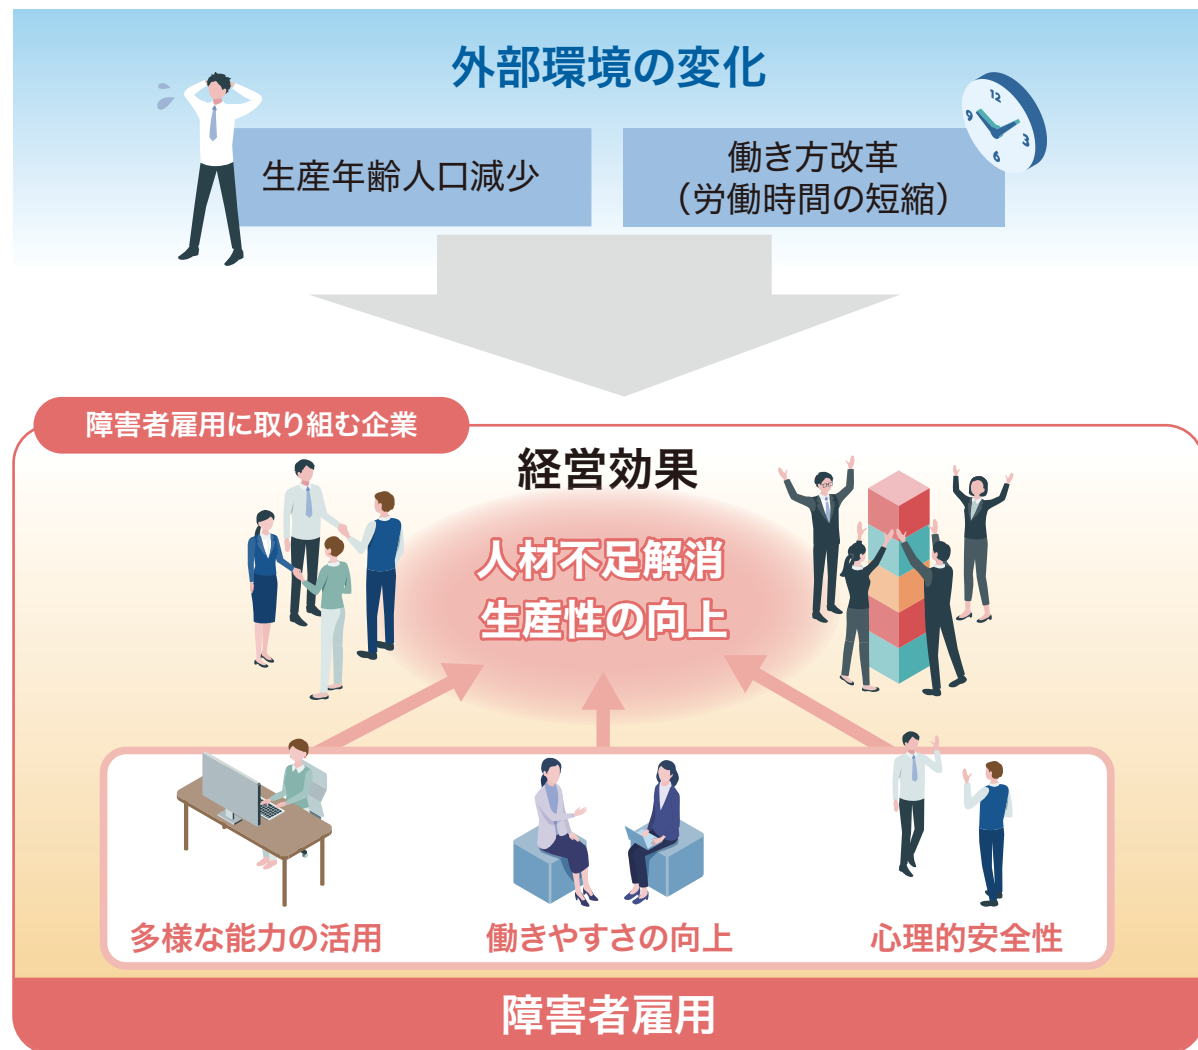 外部環境の変化
12
3
6
9
生産年齢人口減少
働き方改革
（労働時間の短縮）
障害者雇用に取り組む企業
経営効果
人材不足解消
生産性の向上
多様な能力の活用
働きやすさの向上
心理的安全性
障害者雇用